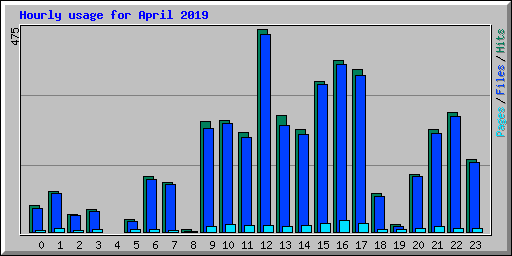 Hourly usage for April 2019
475
Pages / Files / Hits
0 1 2 3 4 5 6 7 8 9 10 11 12 13 14 15 16 17 18 19 20 21 22 23